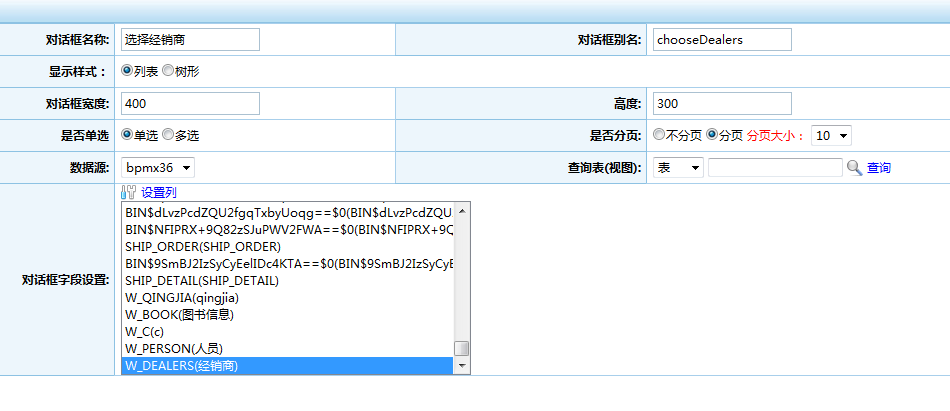 对话框名称: 选择经销商 对话框别名: chooseDealers
显示样式： 列表 树形
对话框宽度: 400 高度: 300
是否单选 单选 多选 是否分页: 不分页 分页 分页大小： 10
数据源: bpmx36 查询表(视图): 表 查询
设置列
对话框字段设置:
BIN$dLvzPcdZQU2fgqTxbyUoqg==$0(BIN$dLvzPcdZQU
BIN$NFIPRX+9Q82zSJuPWV2FWA==$0(BIN$NFIPRX+9Q
SHIP_ORDER(SHIP_ORDER)
BIN$9SmBJ2IzSyCyEelIDc4KTA==$0(BIN$9SmBJ2IzSyCyE
SHIP_DETAIL(SHIP_DETAIL)
W_QINGJIA(qingjia)
W_BOOK(图书信息)
W_C(c)
W_PERSON(人员)
W_DEALERS(经销商)